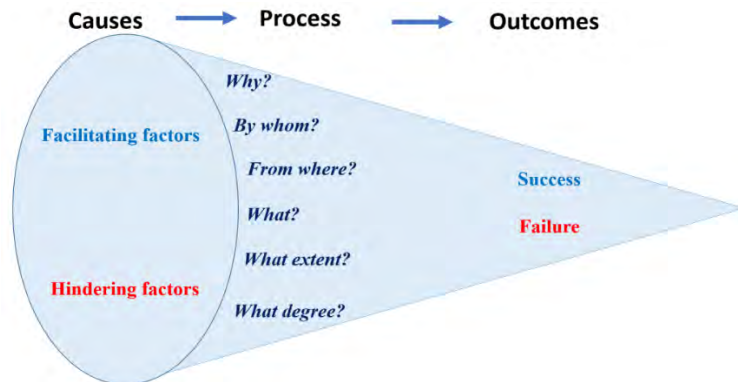 Causes Process Outcomes
Why?
By whom?
Facilitating factors
From where?
Success
What?
Failure
What extent?
Hindering factors
What degree?